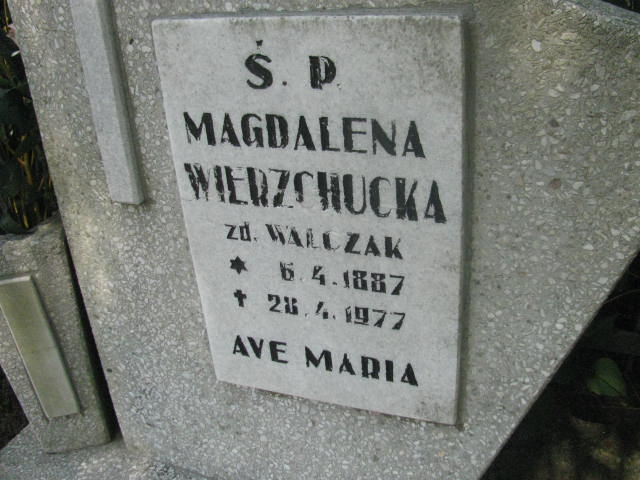 Ś. P
MAGDALENA
WIERZCHUCKA
zd. WALCZAK
* 6.4.1887
✝ 28.4.1977
AVE MARIA